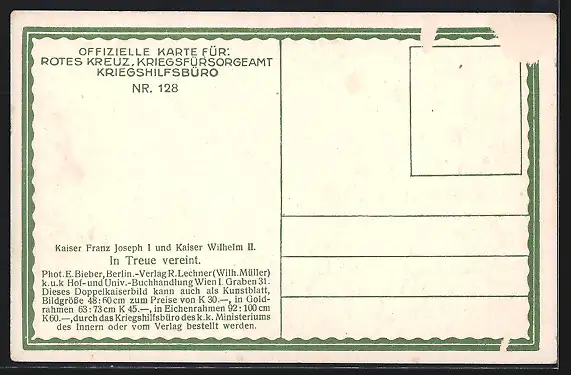 OFFIZIELLE KARTE FÜR:
ROTES KREUZ, KRIEGSFÜRSORGEAMT
KRIEGSHILFSBÜRO
NR. 128
Kaiser Franz Joseph I und Kaiser Wilhelm II.
In Treue vereint.
Phot. E. Bieber, Berlin.-Verlag R. Lechner (Wilh. Müller)
k. u. k Hof- und Univ.-Buchhandlung Wien I. Graben 31.
Dieses Doppelkaiserbild kann auch als Kunstblatt,
Bildgröße 48:60 cm zum Preise von K 30.—, in Gold-
rahmen 63:73 cm K 45.—, in Eichenrahmen 92:100 cm
K 60.—, durch das Kriegshilfsbüro des k. k. Ministeriums
des Innern oder vom Verlag bestellt werden.